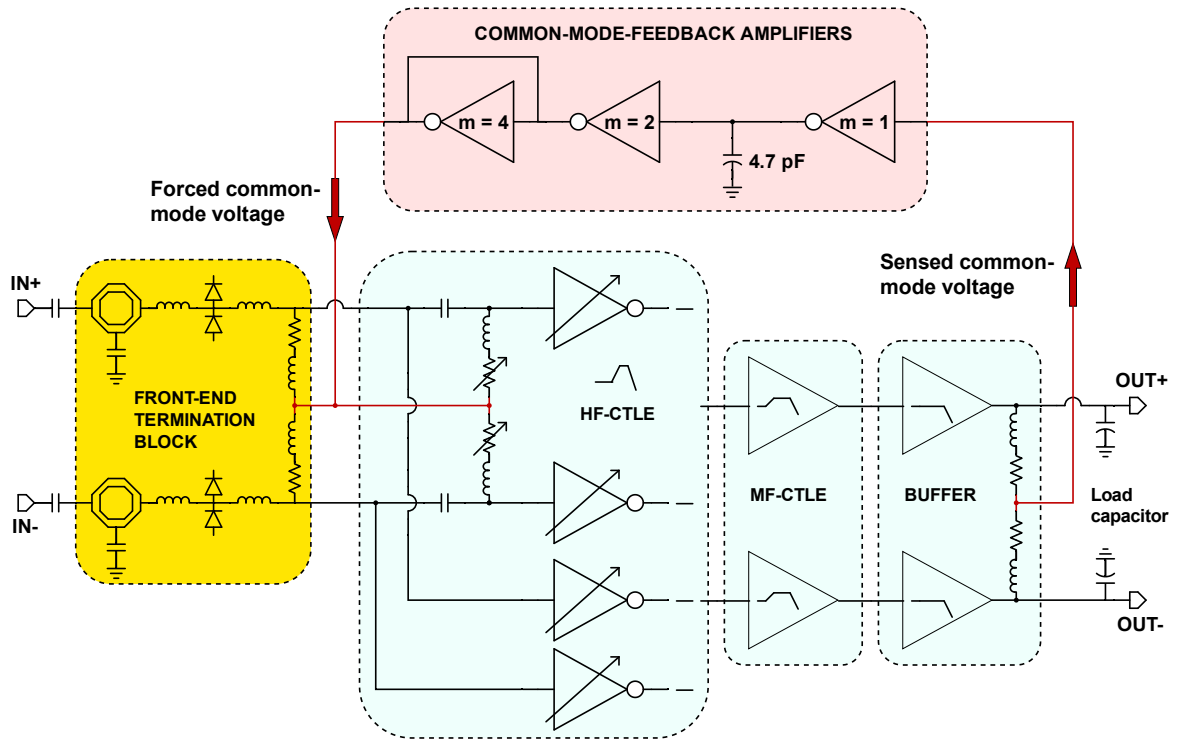 COMMON-MODE-FEEDBACK AMPLIFIERS
m = 4
m = 2
m = 1
4.7 pF
Forced common-
mode voltage
Sensed common-
mode voltage
IN+
FRONT-END
TERMINATION
BLOCK
IN-
HF-CTLE
MF-CTLE
BUFFER
OUT+
Load
capacitor
OUT-